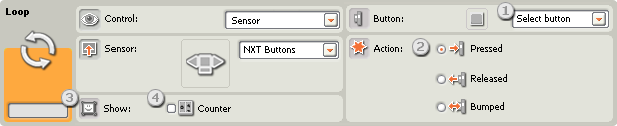 Loop
Control: Sensor
Button: 1 Select button
Sensor: NXT Buttons
Action: 2 Pressed
Released
3 Show: 4 Counter
Bumped